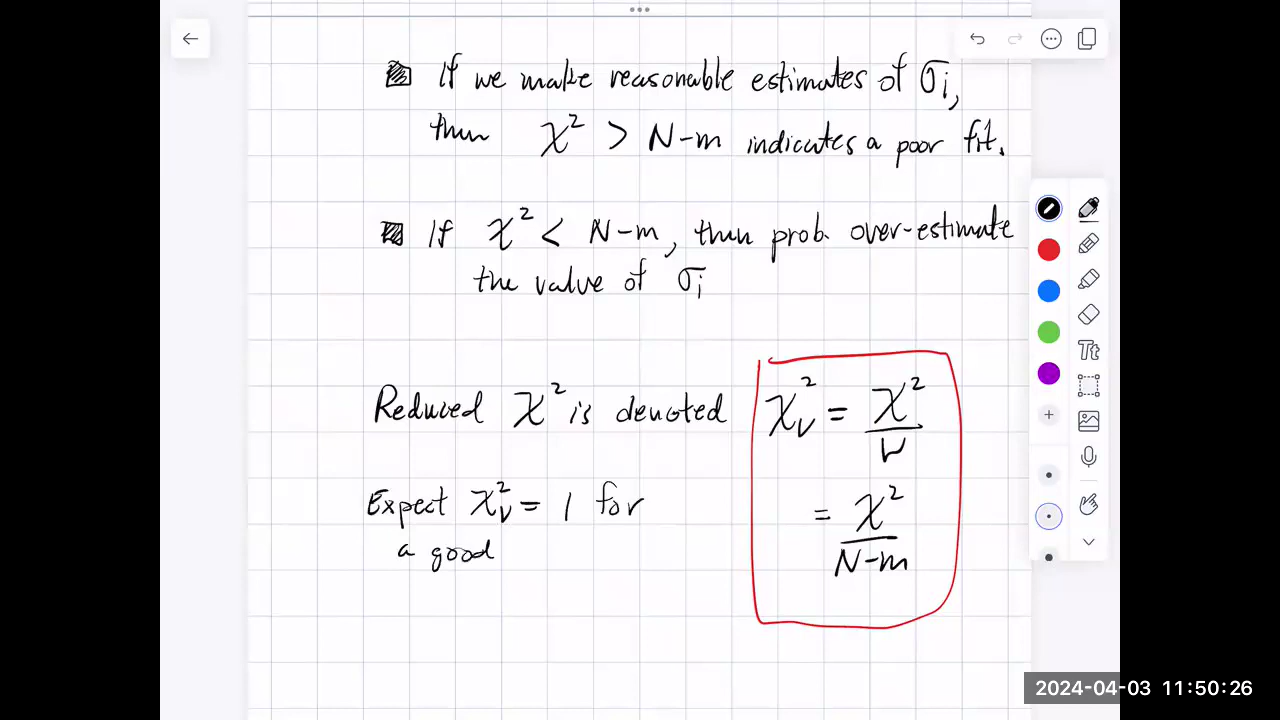 If we make reasonable estimates of σi,
then χ² > N-m indicates a poor fit.
If χ² < N-m, then prob. over-estimate
the value of σi
Reduced χ² is denoted χν² = χ²/ν
= χ²/N-m
Expect χν² = 1 for
a good
Tt
2024-04-03 11:50:26